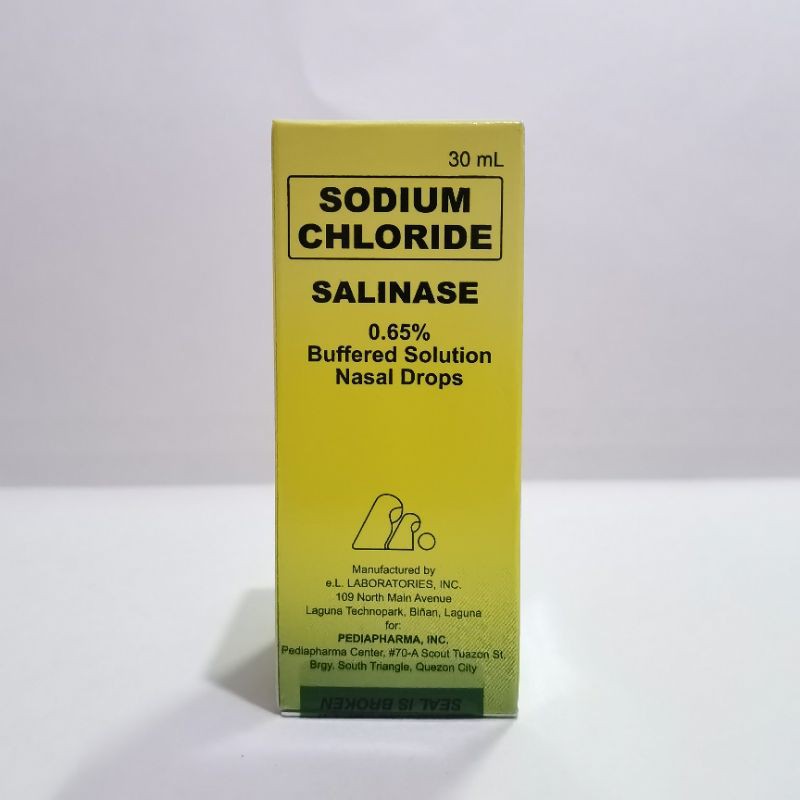 30 mL
SODIUM
CHLORIDE
SALINASE
0.65%
Buffered Solution
Nasal Drops
Manufactured by
e.L. LABORATORIES, INC.
109 North Main Avenue
Laguna Technopark, Biñan, Laguna
for:
PEDIAPHARMA, INC.
Pediapharma Center, #70-A Scout Tuazon St.
Brgy. South Triangle, Quezon City
SEAL IS BROKEN